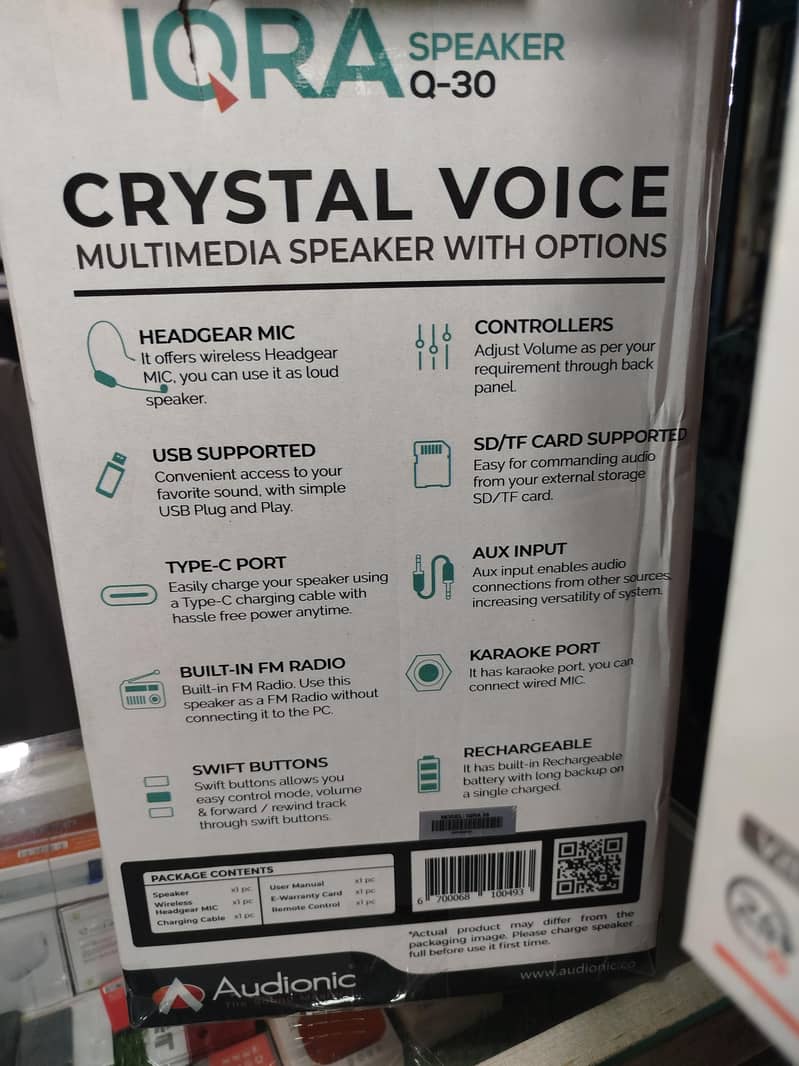 IQRA SPEAKER
Q-30
CRYSTAL VOICE
MULTIMEDIA SPEAKER WITH OPTIONS
HEADGEAR MIC
It offers wireless Headgear
MIC, you can use it as loud
speaker.
CONTROLLERS
Adjust Volume as per your
requirement through back
panel.
USB SUPPORTED
Convenient access to your
favorite sound, with simple
USB Plug and Play.
SD/TF CARD SUPPORTED
Easy for commanding audio
from your external storage
SD/TF card.
TYPE-C PORT
Easily charge your speaker using
a Type-C charging cable with
hassle free power anytime.
AUX INPUT
Aux input enables audio
connections from other sources,
increasing versatility of system.
BUILT-IN FM RADIO
Built-in FM Radio. Use this
speaker as a FM Radio without
connecting it to the PC.
KARAOKE PORT
It has karaoke port, you can
connect wired MIC.
SWIFT BUTTONS
Swift buttons allows you
easy control mode, volume
& forward / rewind track
through swift buttons.
RECHARGEABLE
It has built-in Rechargeable
battery with long backup on
a single charged.
PACKAGE CONTENTS
Speaker x1 pc
Wireless
Headgear MIC x1 pc
Charging Cable x1 pc
User Manual x1 pc
E-Warranty Card x1 pc
Remote Control x1 pc
6 700068 100493
*Actual product may differ from the
packaging image. Please charge speaker
full before use it first time.
Audionic
www.audionic.co